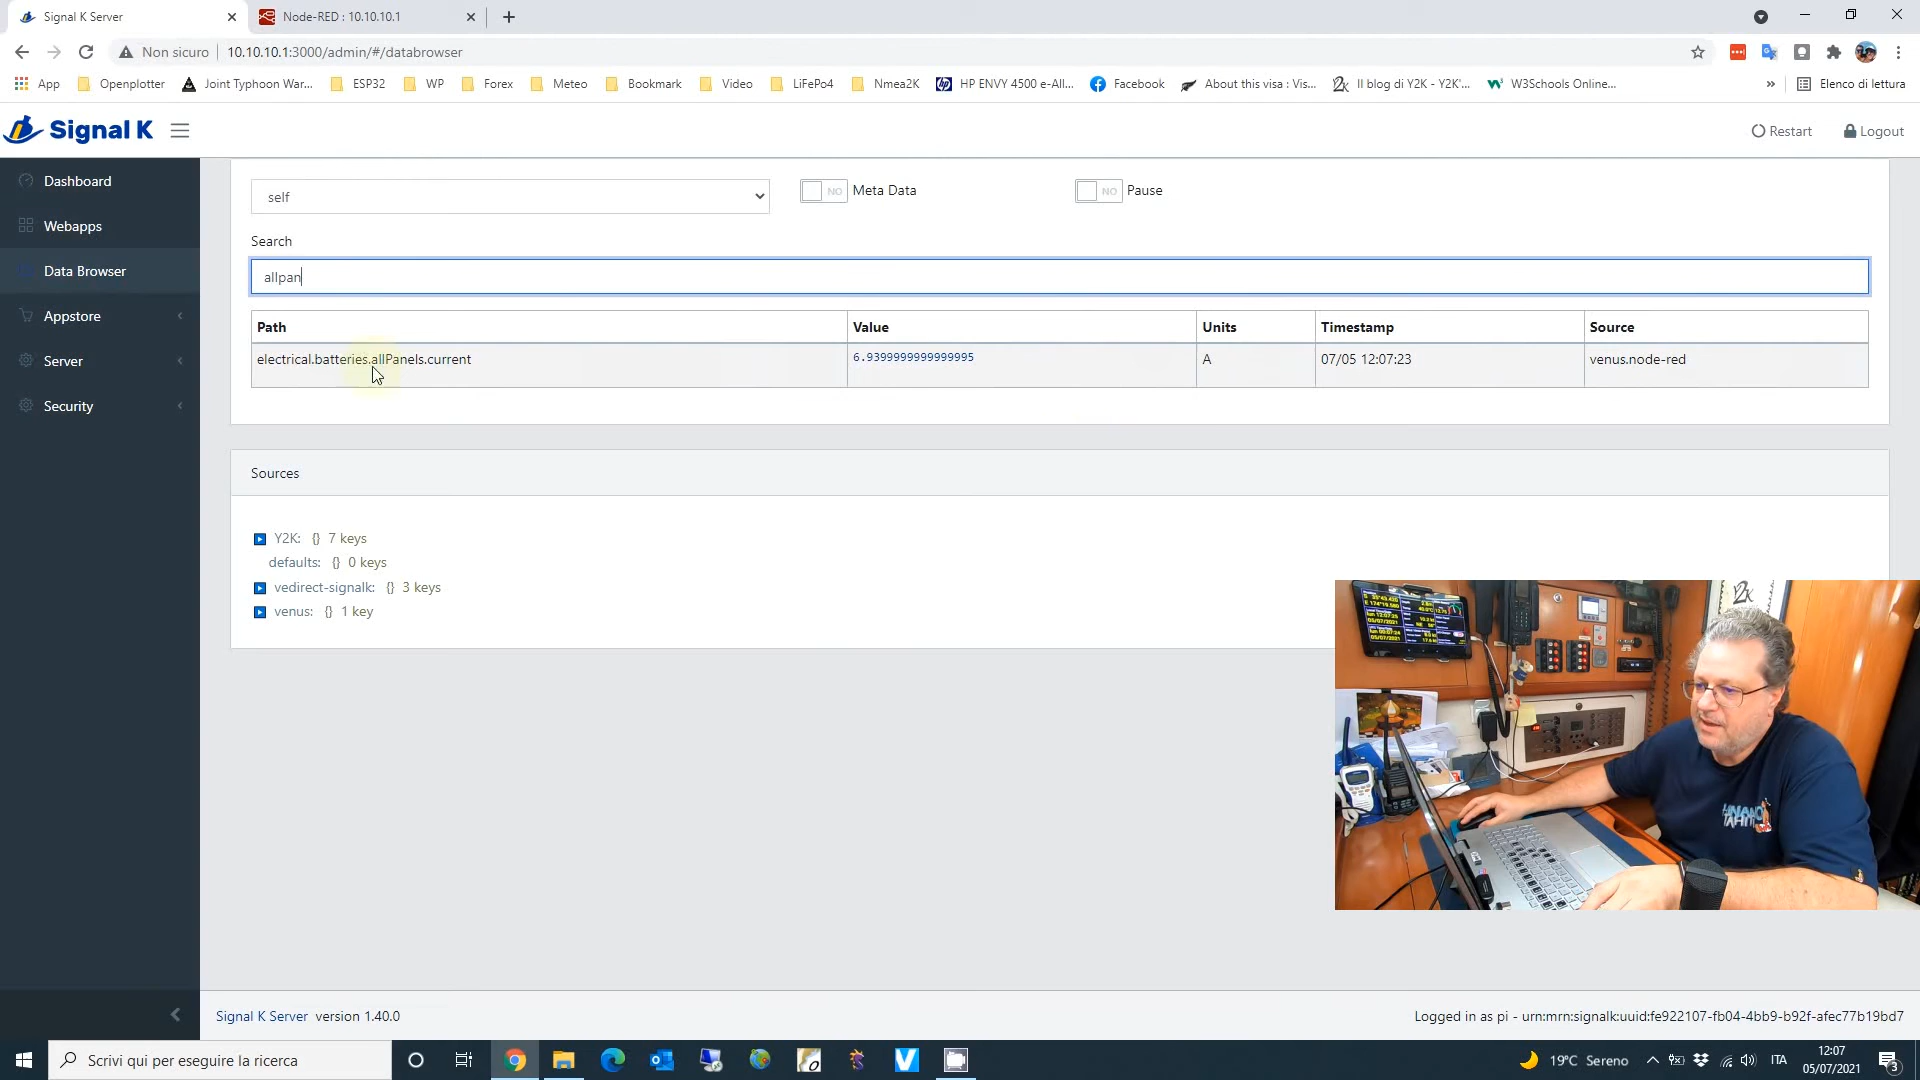 Signal K Server
Node-RED : 10.10.10.1
Non sicuro
10.10.10.1:3000/admin/#/databrowser
App
Openplotter
Joint Typhoon War...
ESP32
WP
Forex
Meteo
Bookmark
Video
LiFePo4
Nmea2K
HP ENVY 4500 e-All...
Facebook
About this visa : Vis...
Il blog di Y2K - Y2K'...
W3Schools Online...
»
Elenco di lettura
Signal K
Restart
Logout
Dashboard
Webapps
Data Browser
Appstore
Server
Security
self
NO Meta Data
NO Pause
Search
allpan
Path Value Units Timestamp Source
electrical.batteries.allPanels.current 6.9399999999999995 A 07/05 12:07:23 venus.node-red
Sources
Y2K: {} 7 keys
defaults: {} 0 keys
vedirect-signalk: {} 3 keys
venus: {} 1 key
HINANO
TAHITI
Signal K Server version 1.40.0
Logged in as pi - urn:mrn:signalk:uuid:fe922107-fb04-4bb9-b92f-afec77b19bd7
Scrivi qui per eseguire la ricerca
19°C Sereno
ITA
12:07
05/07/2021
3